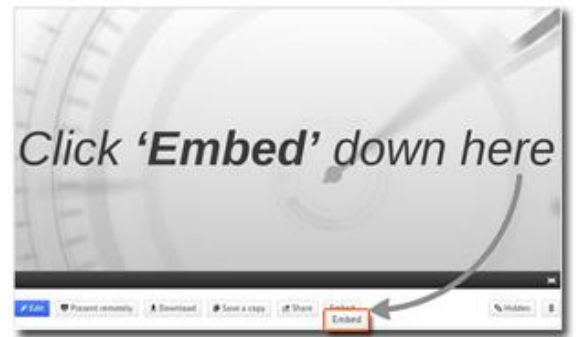 Click ‘Embed’ down here
Edit Present remotely Download Save a copy Share Embed Hidden
Embed